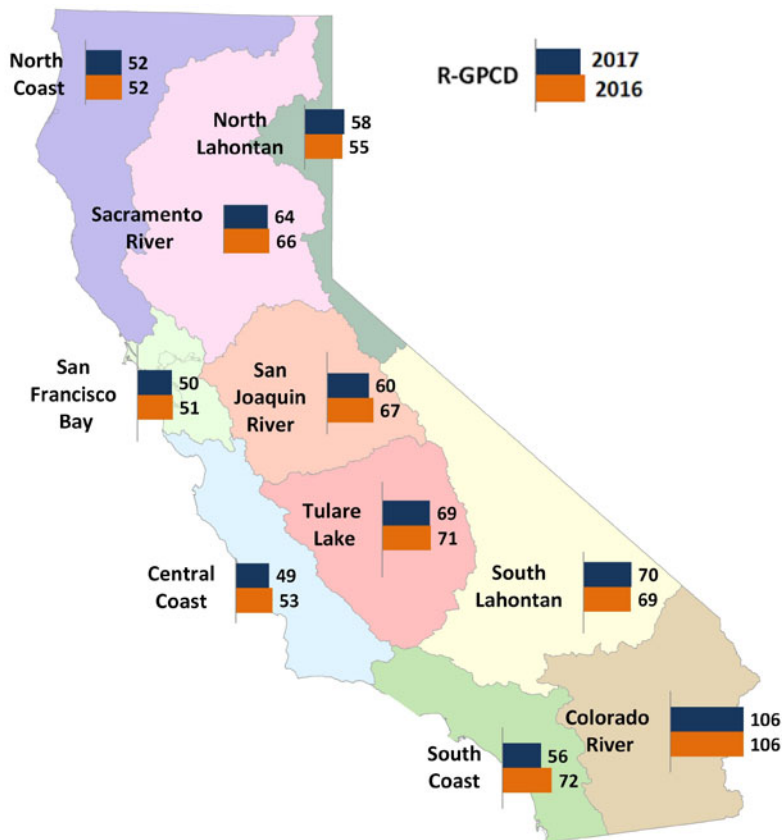 R-GPCD
2017
2016
North
Coast
52
52
North
Lahontan
58
55
Sacramento
River
64
66
San
Francisco
Bay
50
51
San
Joaquin
River
60
67
Tulare
Lake
69
71
Central
Coast
49
53
South
Lahontan
70
69
Colorado
River
106
106
South
Coast
56
72